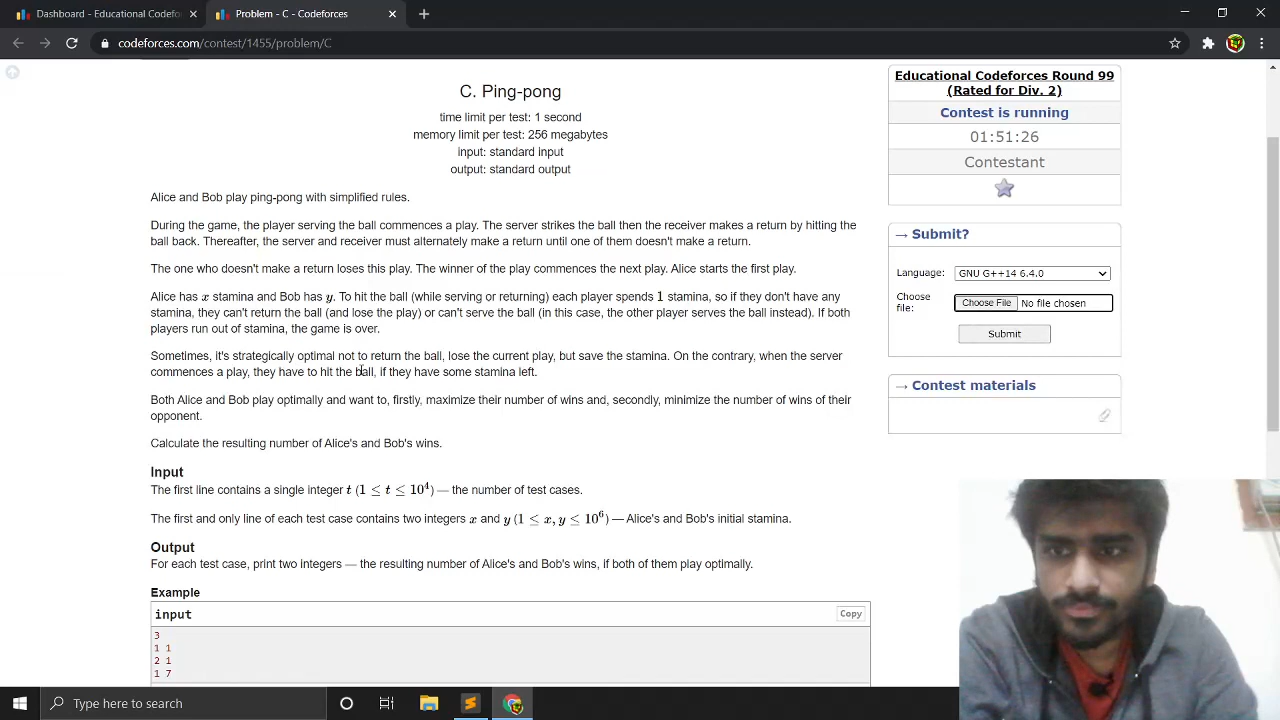 Dashboard - Educational Codefor
Problem - C - Codeforces
codeforces.com/contest/1455/problem/C
C. Ping-pong
time limit per test: 1 second
memory limit per test: 256 megabytes
input: standard input
output: standard output
Alice and Bob play ping-pong with simplified rules.
During the game, the player serving the ball commences a play. The server strikes the ball then the receiver makes a return by hitting the
ball back. Thereafter, the server and receiver must alternately make a return until one of them doesn't make a return.
The one who doesn't make a return loses this play. The winner of the play commences the next play. Alice starts the first play.
Alice has x stamina and Bob has y. To hit the ball (while serving or returning) each player spends 1 stamina, so if they don't have any
stamina, they can't return the ball (and lose the play) or can't serve the ball (in this case, the other player serves the ball instead). If both
players run out of stamina, the game is over.
Sometimes, it's strategically optimal not to return the ball, lose the current play, but save the stamina. On the contrary, when the server
commences a play, they have to hit the ball, if they have some stamina left.
Both Alice and Bob play optimally and want to, firstly, maximize their number of wins and, secondly, minimize the number of wins of their
opponent.
Calculate the resulting number of Alice's and Bob's wins.
Input
The first line contains a single integer t (1 ≤ t ≤ 10⁴) — the number of test cases.
The first and only line of each test case contains two integers x and y (1 ≤ x, y ≤ 10⁶) — Alice's and Bob's initial stamina.
Output
For each test case, print two integers — the resulting number of Alice's and Bob's wins, if both of them play optimally.
Example
input
Copy
3
1 1
2 1
1 7
Educational Codeforces Round 99
(Rated for Div. 2)
Contest is running
01:51:26
Contestant
→ Submit?
Language: GNU G++14 6.4.0
Choose
file: Choose File No file chosen
Submit
→ Contest materials
Type here to search